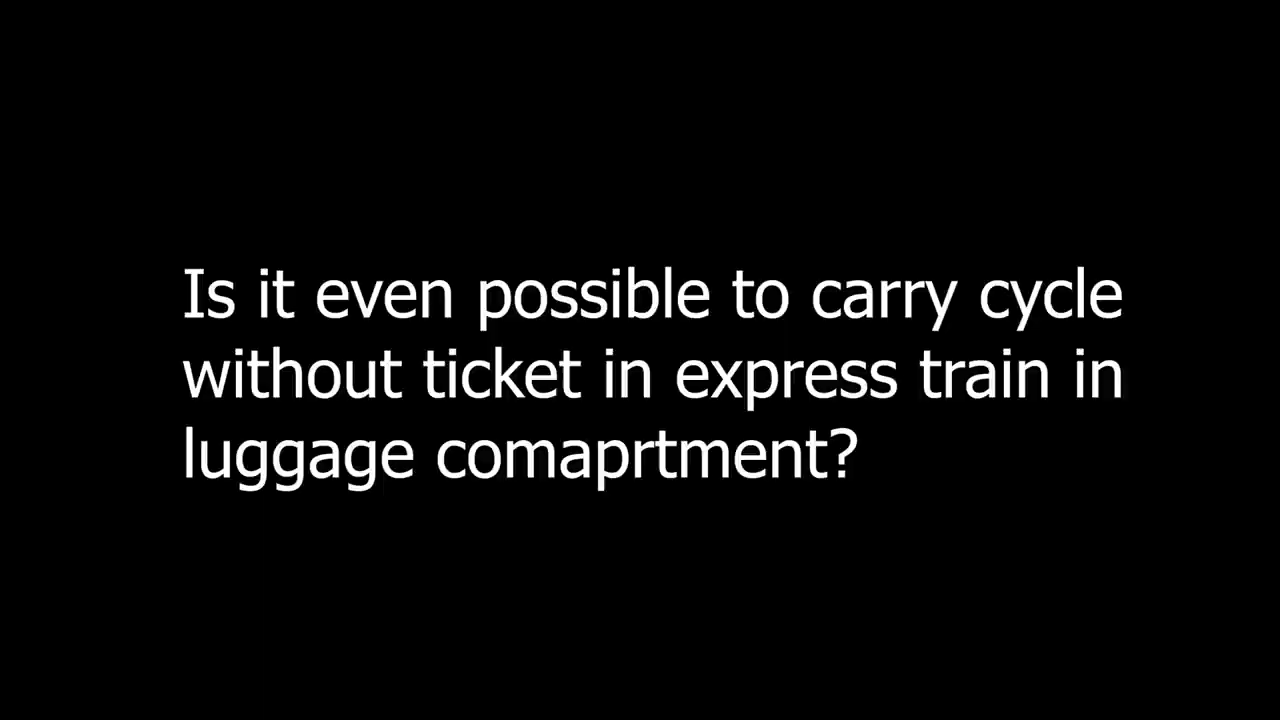 Is it even possible to carry cycle
without ticket in express train in
luggage comaprtment?